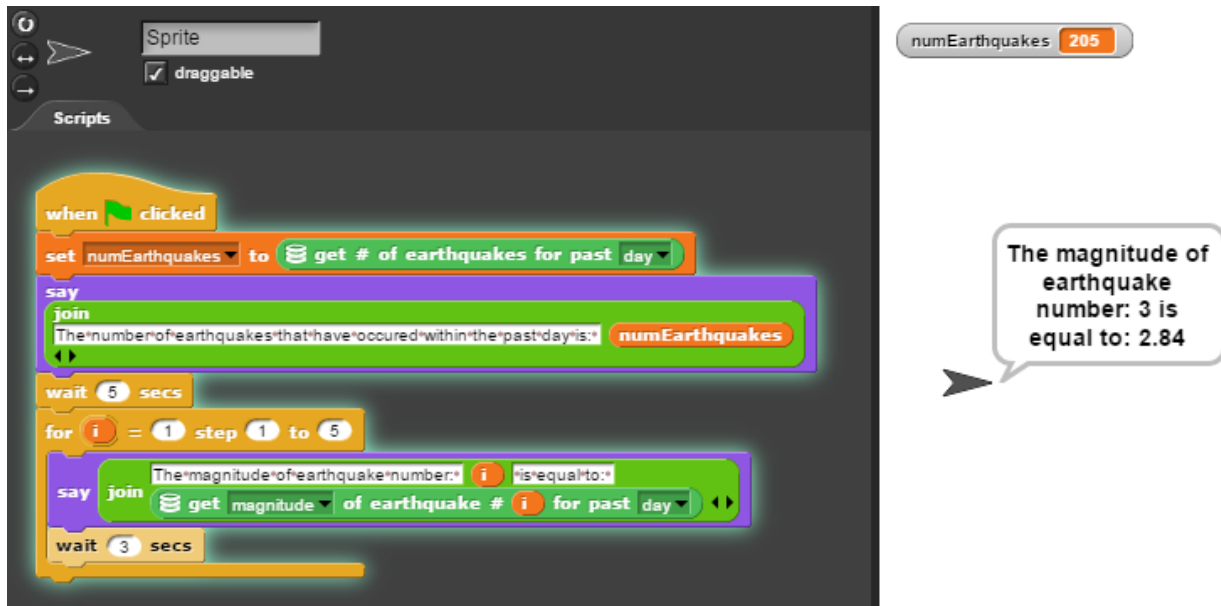 Sprite
draggable
Scripts
when clicked
set numEarthquakes to get # of earthquakes for past day
say
join
The number of earthquakes that have occured within the past day is: numEarthquakes
wait 5 secs
for i = 1 step 1 to 5
The magnitude of earthquake number: i is equal to:
say join
get magnitude of earthquake # i for past day
wait 3 secs
numEarthquakes 205
The magnitude of
earthquake
number: 3 is
equal to: 2.84